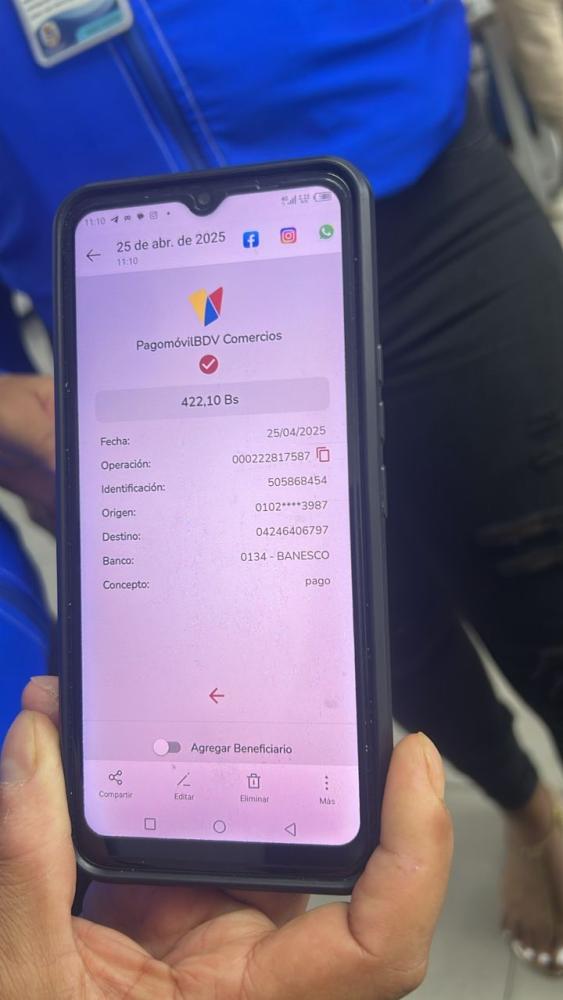 11:10
25 de abr. de 2025
11:10
PagomóvilBDV Comercios
422,10 Bs
Fecha: 25/04/2025
Operación: 000222817587
Identificación: 505868454
Origen: 0102****3987
Destino: 04246406797
Banco: 0134 - BANESCO
Concepto: pago
Agregar Beneficiario
Compartir Editar Eliminar Más